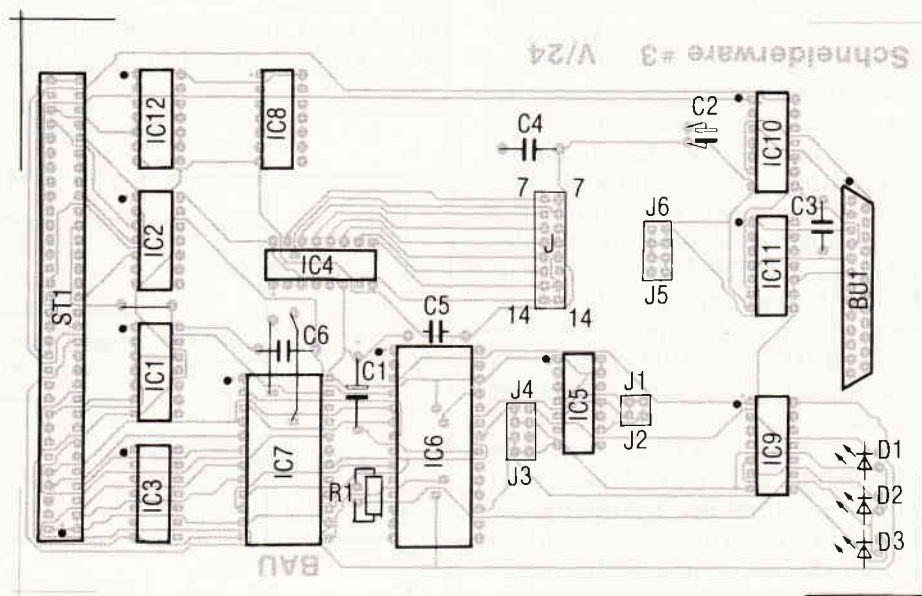 Schneiderware #3 V/24
C2
C4
IC12
IC8
IC10
7 7
J6
C3
IC2
J
IC11
IC4
BU1
ST1
J5
C5
14 14
C6
IC1
C1
J4
IC5
J1
J2
IC6
IC7
IC9
J3
D1
IC3
R1
D2
D3
BAU